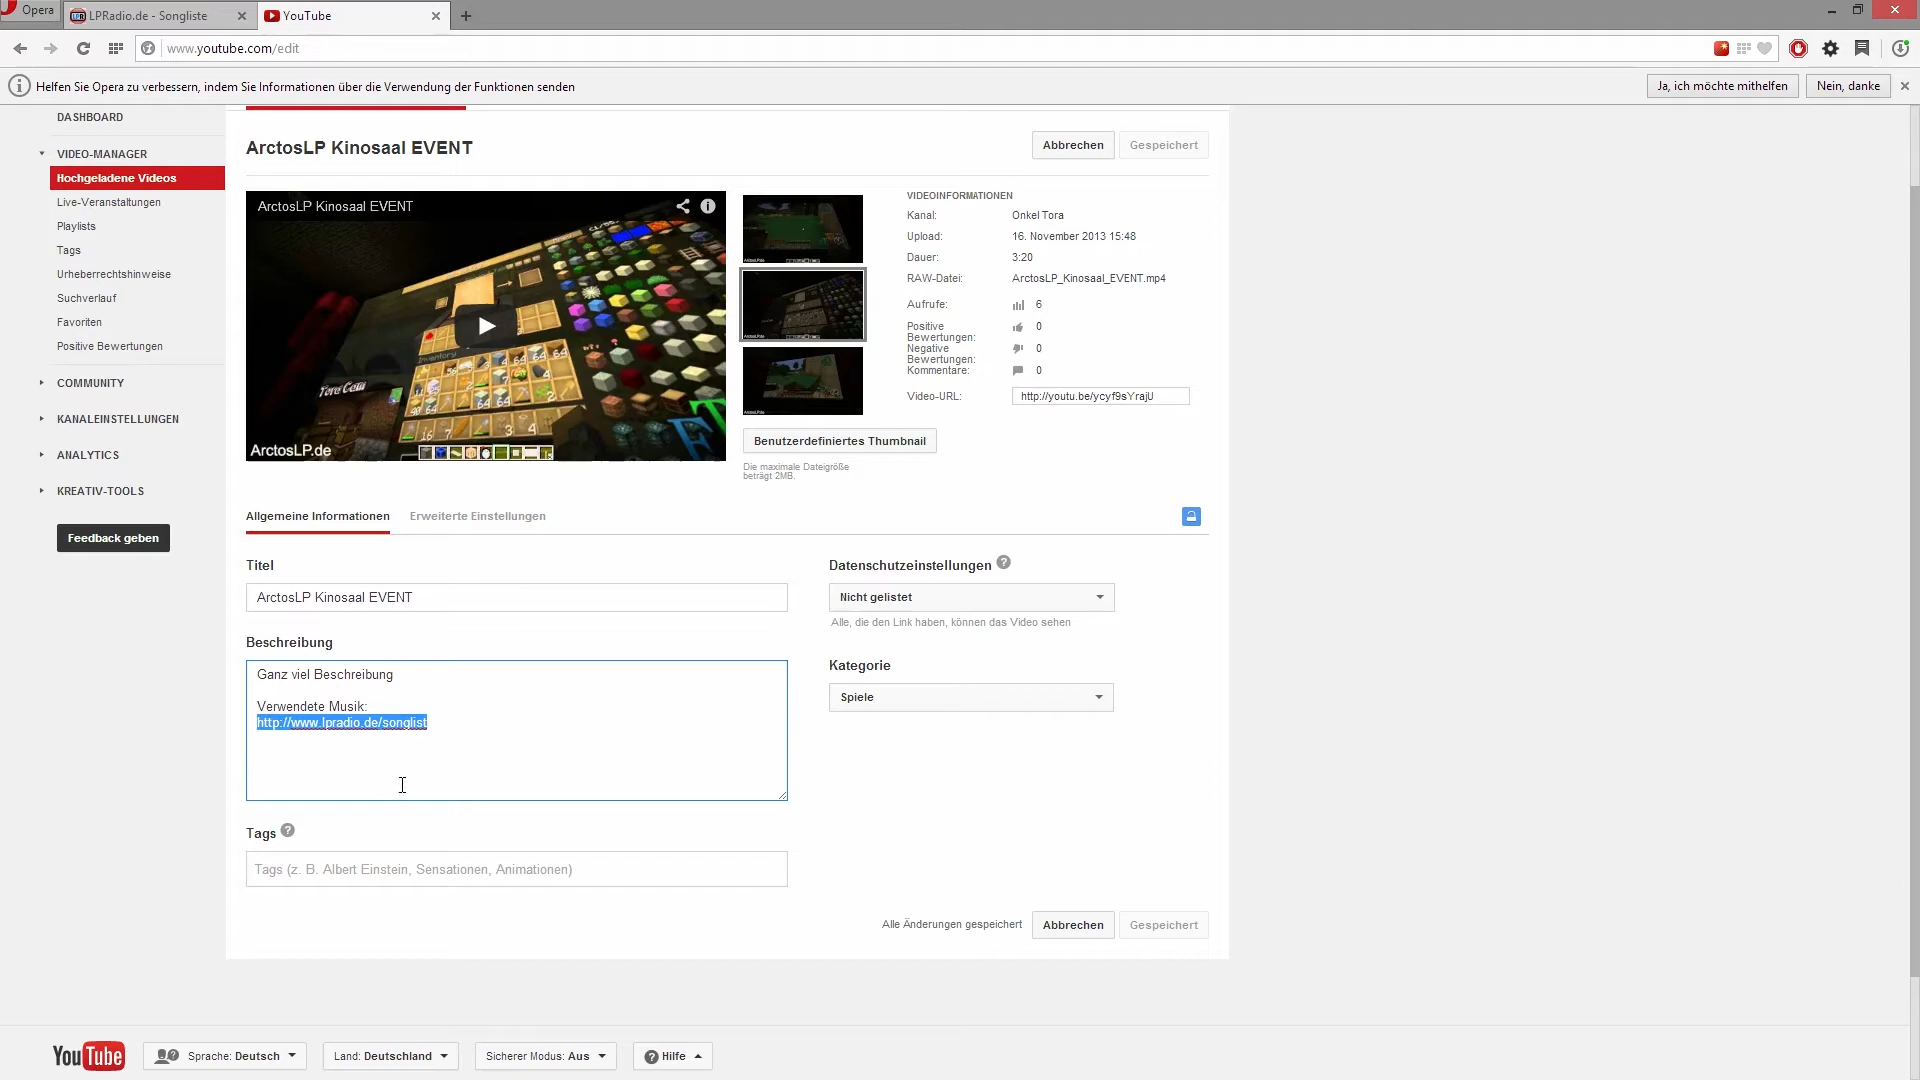 Opera
LPRadio.de - Songliste
YouTube
www.youtube.com/edit
Helfen Sie Opera zu verbessern, indem Sie Informationen über die Verwendung der Funktionen senden
Ja, ich möchte mithelfen
Nein, danke
DASHBOARD
VIDEO-MANAGER
Hochgeladene Videos
Live-Veranstaltungen
Playlists
Tags
Urheberrechtshinweise
Suchverlauf
Favoriten
Positive Bewertungen
COMMUNITY
KANALEINSTELLUNGEN
ANALYTICS
KREATIV-TOOLS
Feedback geben
ArctosLP Kinosaal EVENT
Abbrechen
Gespeichert
ArctosLP Kinosaal EVENT
Inventory
ArctosLP.de
VIDEOINFORMATIONEN
Kanal: Onkel Tora
Upload: 16. November 2013 15:48
Dauer: 3:20
RAW-Datei: ArctosLP_Kinosaal_EVENT.mp4
Aufrufe: 6
Positive
Bewertungen: 0
Negative
Bewertungen: 0
Kommentare: 0
Video-URL: http://youtu.be/ycyf9sYrajU
Benutzerdefiniertes Thumbnail
Die maximale Dateigröße
beträgt 2MB.
Allgemeine Informationen
Erweiterte Einstellungen
Titel
ArctosLP Kinosaal EVENT
Beschreibung
Ganz viel Beschreibung
Verwendete Musik:
http://www.lpradio.de/songlist
Tags
Tags (z. B. Albert Einstein, Sensationen, Animationen)
Datenschutzeinstellungen
Nicht gelistet
Alle, die den Link haben, können das Video sehen
Kategorie
Spiele
Alle Änderungen gespeichert
Abbrechen
Gespeichert
YouTube
Sprache: Deutsch
Land: Deutschland
Sicherer Modus: Aus
Hilfe